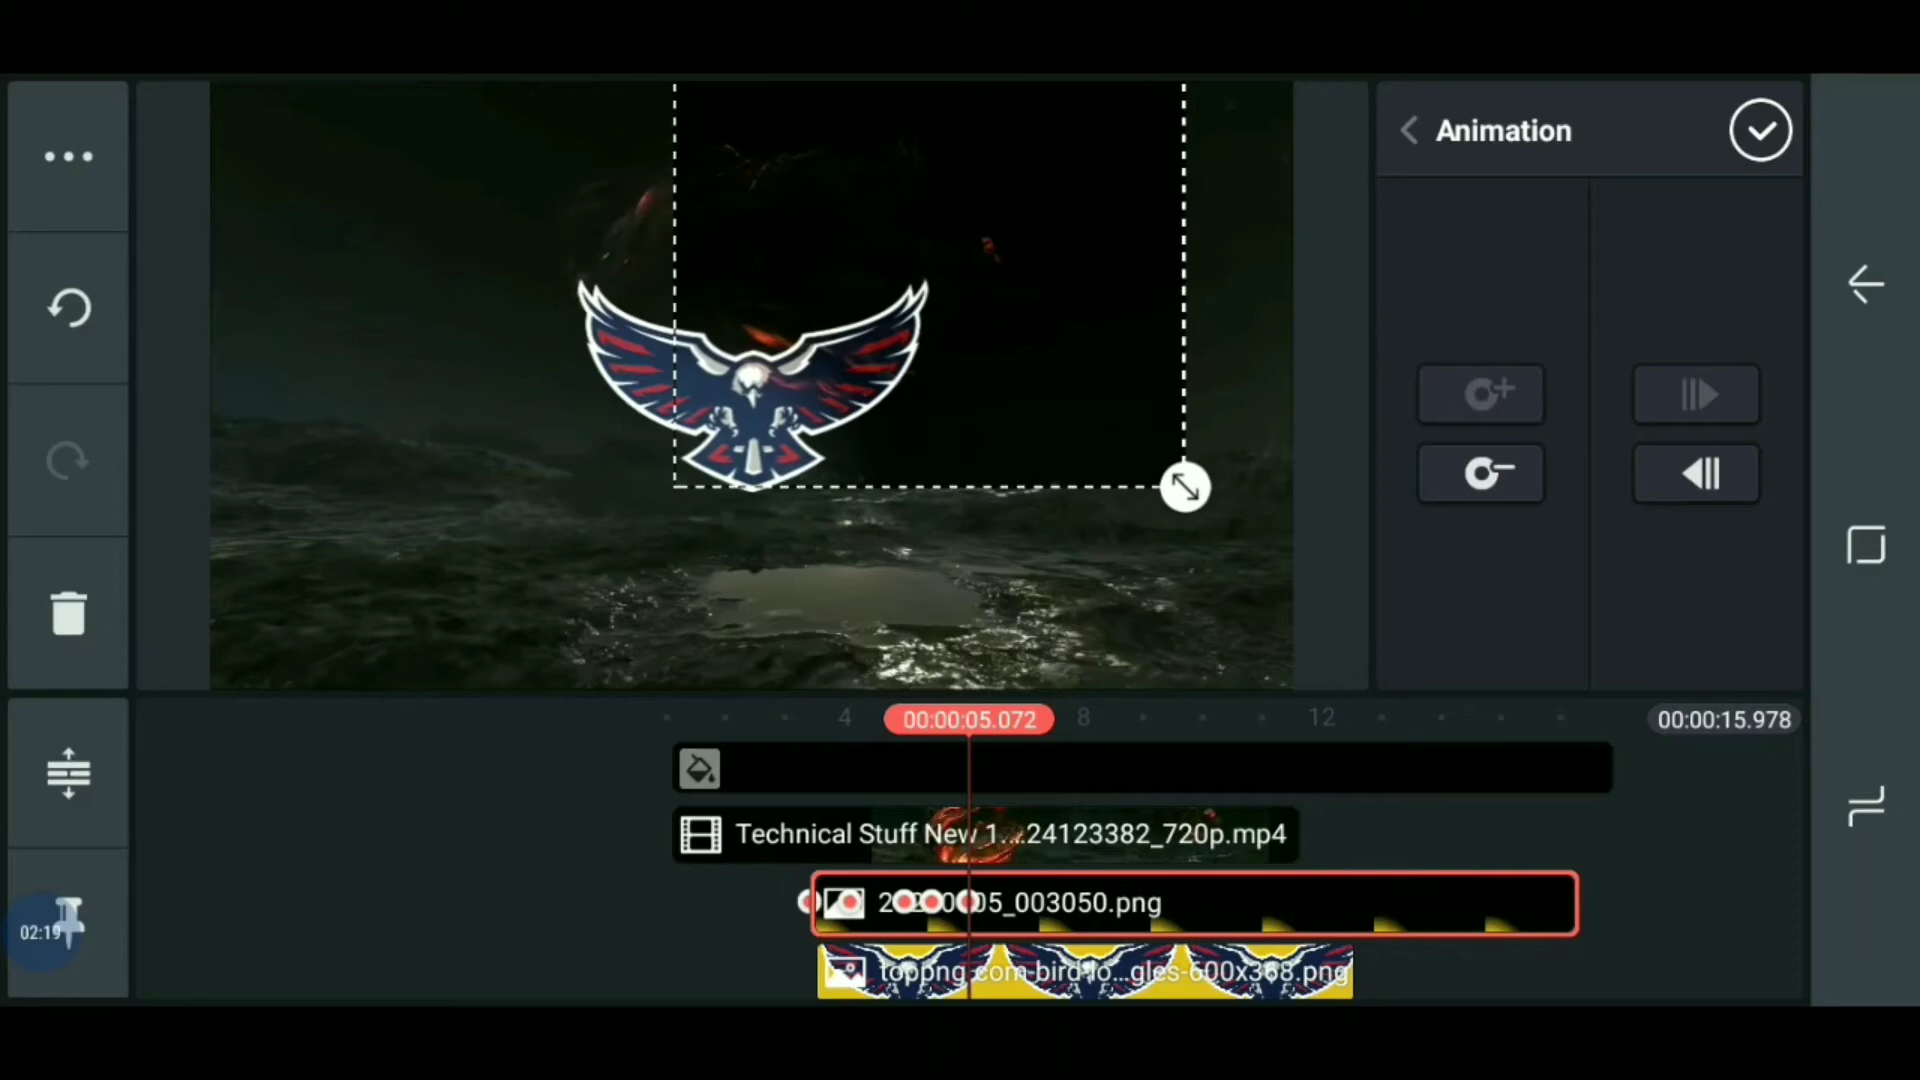 Animation
4
00:00:05.072
8
12
00:00:15.978
Technical Stuff New 1....24123382_720p.mp4
05_003050.png
toppng.com-bird-lo...gles-600x368.png
02:19